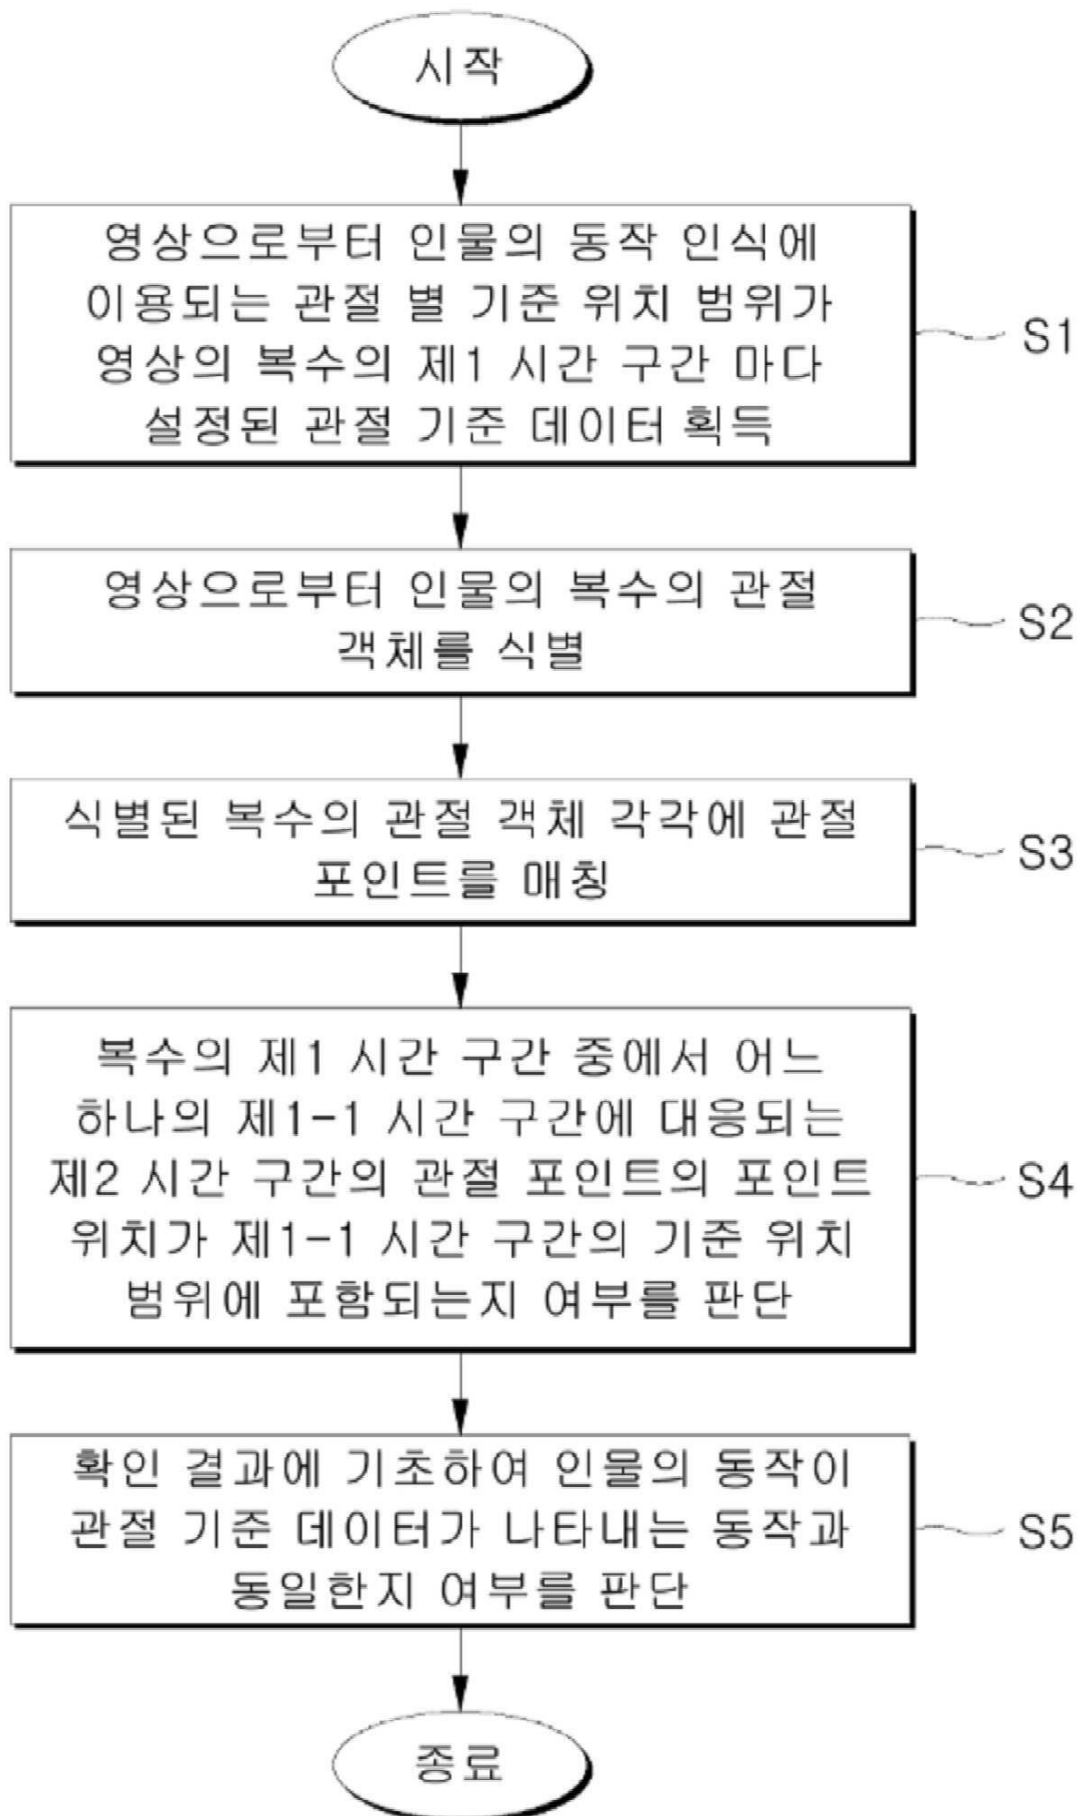 시작
영상으로부터 인물의 동작 인식에
이용되는 관절 별 기준 위치 범위가
영상의 복수의 제1 시간 구간 마다
설정된 관절 기준 데이터 획득
S1
영상으로부터 인물의 복수의 관절
객체를 식별
S2
식별된 복수의 관절 객체 각각에 관절
포인트를 매칭
S3
복수의 제1 시간 구간 중에서 어느
하나의 제1-1 시간 구간에 대응되는
제2 시간 구간의 관절 포인트의 포인트
위치가 제1-1 시간 구간의 기준 위치
범위에 포함되는지 여부를 판단
S4
확인 결과에 기초하여 인물의 동작이
관절 기준 데이터가 나타내는 동작과
동일한지 여부를 판단
S5
종료